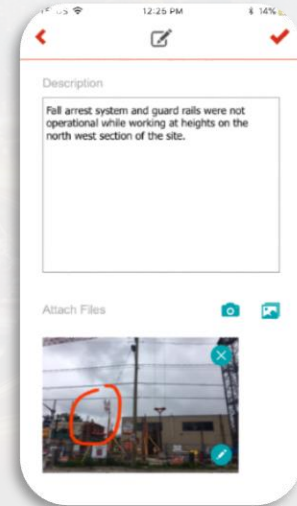 12:25 PM
14%
Description
Fall arrest system and guard rails were not
operational while working at heights on the
north west section of the site.
Attach Files